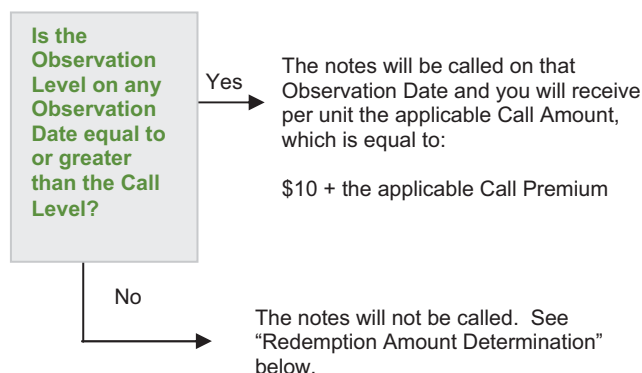 Is the
Observation
Level on any
Observation
Date equal to
or greater
than the Call
Level?
Yes
The notes will be called on that
Observation Date and you will receive
per unit the applicable Call Amount,
which is equal to:
$10 + the applicable Call Premium
No
The notes will not be called.  See
“Redemption Amount Determination”
below.